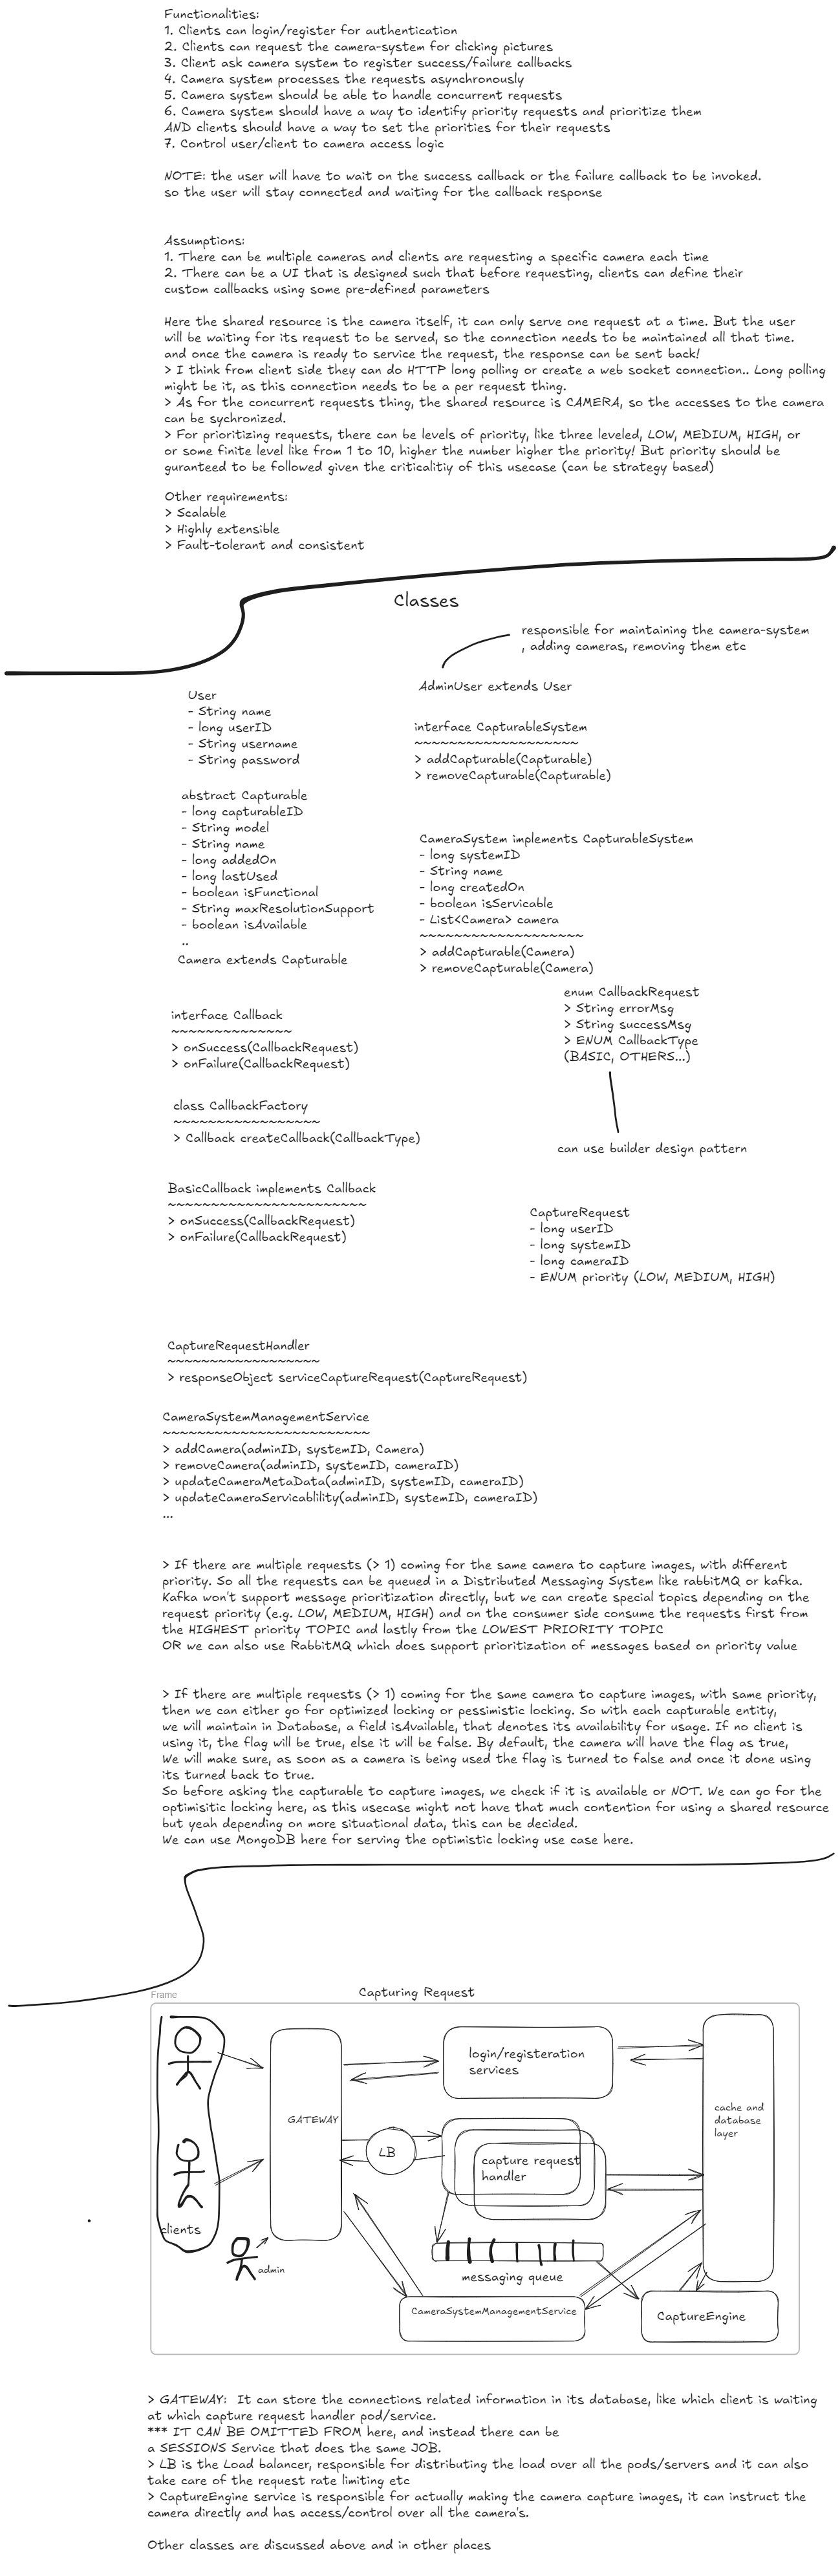 Functionalities:
1. Clients can login/register for authentication
2. Clients can request the camera-system for clicking pictures
3. Client ask camera system to register success/failure callbacks
4. Camera system processes the requests asynchronously
5. Camera system should be able to handle concurrent requests
6. Camera system should have a way to identify priority requests and prioritize them
AND clients should have a way to set the priorities for their requests
7. Control user/client to camera access logic
NOTE: the user will have to wait on the success callback or the failure callback to be invoked.
so the user will stay connected and waiting for the callback response
Assumptions:
1. There can be multiple cameras and clients are requesting a specific camera each time
2. There can be a UI that is designed such that before requesting, clients can define their
custom callbacks using some pre-defined parameters
Here the shared resource is the camera itself, it can only serve one request at a time. But the user
will be waiting for its request to be served, so the connection needs to be maintained all that time.
and once the camera is ready to service the request, the response can be sent back!
> I think from client side they can do HTTP long polling or create a web socket connection.. Long polling
might be it, as this connection needs to be a per request thing.
> As for the concurrent requests thing, the shared resource is CAMERA, so the accesses to the camera
can be sychronized.
> For prioritizing requests, there can be levels of priority, like three leveled, LOW, MEDIUM, HIGH, or
or some finite level like from 1 to 10, higher the number higher the priority! But priority should be
guranteed to be followed given the criticalitiy of this usecase (can be strategy based)
Other requirements:
> Scalable
> Highly extensible
> Fault-tolerant and consistent
Classes
responsible for maintaining the camera-system
, adding cameras, removing them etc
AdminUser extends User
User
- String name
- long userID
- String username
- String password
interface CapturableSystem
~~~~~~~~~~~~~~~~~~~
> addCapturable(Capturable)
> removeCapturable(Capturable)
abstract Capturable
- long capturableID
- String model
- String name
- long addedOn
- long lastUsed
- boolean isFunctional
- String maxResolutionSupport
- boolean isAvailable
..
Camera extends Capturable
CameraSystem implements CapturableSystem
- long systemID
- String name
- long createdOn
- boolean isServicable
- List<Camera> camera
~~~~~~~~~~~~~~~~~~~
> addCapturable(Camera)
> removeCapturable(Camera)
enum CallbackRequest
> String errorMsg
> String successMsg
> ENUM CallbackType
(BASIC, OTHERS...)
can use builder design pattern
interface Callback
~~~~~~~~~~~~~~
> onSuccess(CallbackRequest)
> onFailure(CallbackRequest)
class CallbackFactory
~~~~~~~~~~~~~~~~~
> Callback createCallback(CallbackType)
BasicCallback implements Callback
~~~~~~~~~~~~~~~~~~~~~~~
> onSuccess(CallbackRequest)
> onFailure(CallbackRequest)
CaptureRequest
- long userID
- long systemID
- long cameraID
- ENUM priority (LOW, MEDIUM, HIGH)
CaptureRequestHandler
~~~~~~~~~~~~~~~~~~
> responseObject serviceCaptureRequest(CaptureRequest)
CameraSystemManagementService
~~~~~~~~~~~~~~~~~~~~~~~~
> addCamera(adminID, systemID, Camera)
> removeCamera(adminID, systemID, cameraID)
> updateCameraMetaData(adminID, systemID, cameraID)
> updateCameraServicablility(adminID, systemID, cameraID)
...
> If there are multiple requests (> 1) coming for the same camera to capture images, with different
priority. So all the requests can be queued in a Distributed Messaging System like rabbitMQ or kafka.
Kafka won't support message prioritization directly, but we can create special topics depending on the
request priority (e.g. LOW, MEDIUM, HIGH) and on the consumer side consume the requests first from
the HIGHEST priority TOPIC and lastly from the LOWEST PRIORITY TOPIC
OR we can also use RabbitMQ which does support prioritization of messages based on priority value
> If there are multiple requests (> 1) coming for the same camera to capture images, with same priority,
then we can either go for optimized locking or pessimistic locking. So with each capturable entity,
we will maintain in Database, a field isAvailable, that denotes its availability for usage. If no client is
using it, the flag will be true, else it will be false. By default, the camera will have the flag as true,
We will make sure, as soon as a camera is being used the flag is turned to false and once it done using
its turned back to true.
So before asking the capturable to capture images, we check if it is available or NOT. We can go for the
optimisitic locking here, as this usecase might not have that much contention for using a shared resource
but yeah depending on more situational data, this can be decided.
We can use MongoDB here for serving the optimistic locking use case here.
Frame
Capturing Request
login/registeration
services
GATEWAY
cache and
database
layer
LB
capture request
handler
clients
admin
messaging queue
CameraSystemManagementService
CaptureEngine
> GATEWAY: It can store the connections related information in its database, like which client is waiting
at which capture request handler pod/service.
*** IT CAN BE OMITTED FROM here, and instead there can be
a SESSIONS Service that does the same JOB.
> LB is the Load balancer, responsible for distributing the load over all the pods/servers and it can also
take care of the request rate limiting etc
> CaptureEngine service is responsible for actually making the camera capture images, it can instruct the
camera directly and has access/control over all the camera's.
Other classes are discussed above and in other places